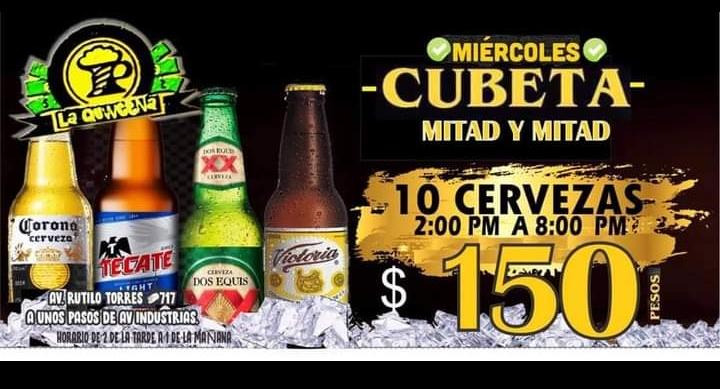 LA QUINCENA
MIÉRCOLES
-CUBETA-
MITAD Y MITAD
10 CERVEZAS
2:00 PM A 8:00 PM
$150
PESOS
Corona
cerveza
TECATE
LIGHT
DOS EQUIS
XX
CERVEZA
CERVEZA
DOS EQUIS
XX
Victoria
AV. RUTILO TORRES #717
A UNOS PASOS DE AV INDUSTRIAS.
HORARIO DE 2 DE LA TARDE A 1 DE LA MAÑANA